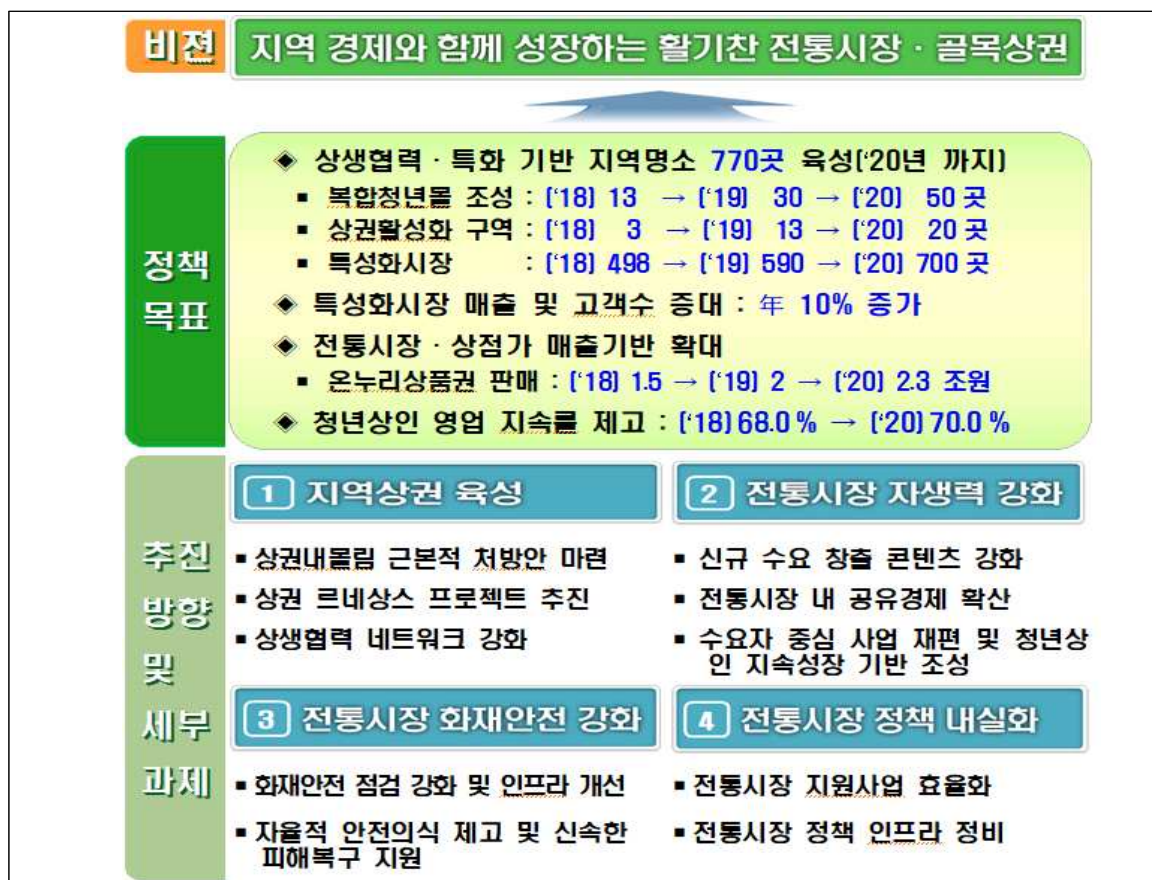 비젼 지역 경제와 함께 성장하는 활기찬 전통시장 · 골목상권
정책
목표
◈ 상생협력 · 특화 기반 지역명소 770곳 육성(‘20년 까지)
▪ 복합청년몰 조성 : (‘18) 13 → (‘19) 30 → (‘20) 50 곳
▪ 상권활성화 구역 : (‘18) 3 → (‘19) 13 → (‘20) 20 곳
▪ 특성화시장 : (‘18) 498 → (‘19) 590 → (‘20) 700 곳
◈ 특성화시장 매출 및 고객수 증대 : 年 10% 증가
◈ 전통시장 · 상점가 매출기반 확대
▪ 온누리상품권 판매 : (‘18) 1.5 → (‘19) 2 → (‘20) 2.3 조원
◈ 청년상인 영업 지속률 제고 : (‘18) 68.0 % → (‘20) 70.0 %
추진
방향
및
세부
과제
1 지역상권 육성
▪ 상권내몰림 근본적 처방안 마련
▪ 상권 르네상스 프로젝트 추진
▪ 상생협력 네트워크 강화
2 전통시장 자생력 강화
▪ 신규 수요 창출 콘텐츠 강화
▪ 전통시장 내 공유경제 확산
▪ 수요자 중심 사업 재편 및 청년상
인 지속성장 기반 조성
3 전통시장 화재안전 강화
▪ 화재안전 점검 강화 및 인프라 개선
▪ 자율적 안전의식 제고 및 신속한
피해복구 지원
4 전통시장 정책 내실화
▪ 전통시장 지원사업 효율화
▪ 전통시장 정책 인프라 정비